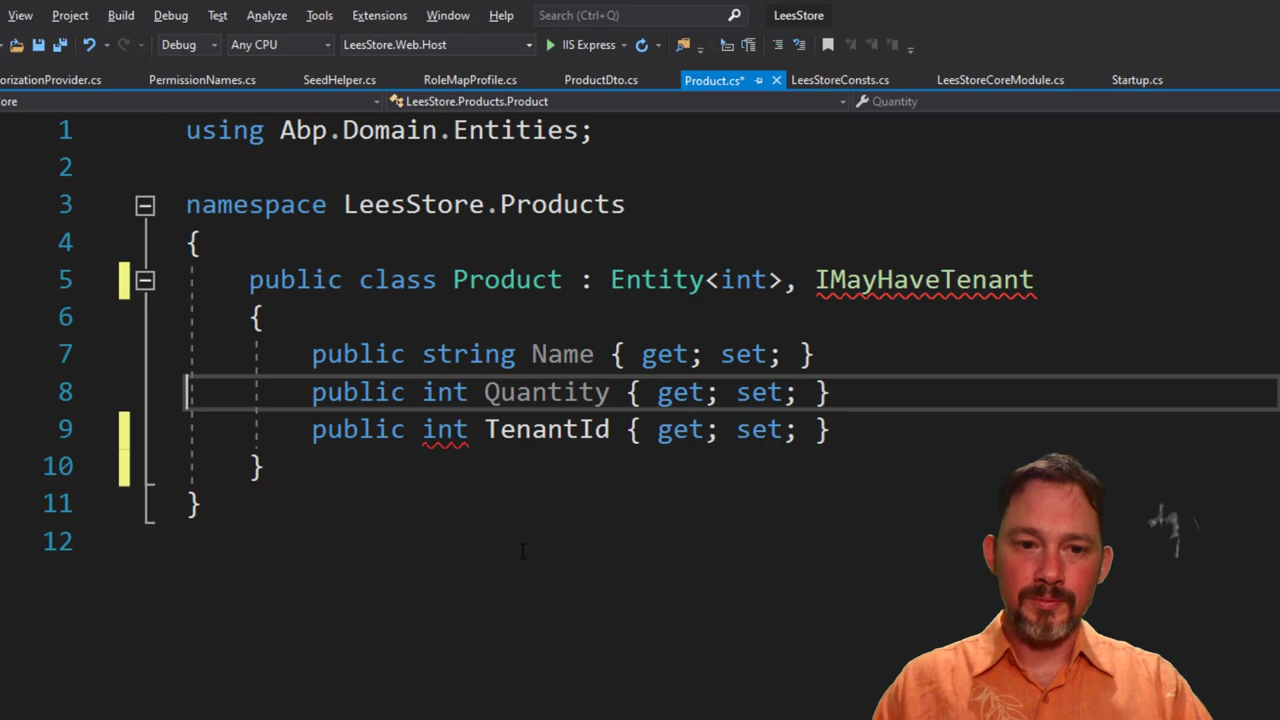 View Project Build Debug Test Analyze Tools Extensions Window Help Search (Ctrl+Q) LeesStore
Debug Any CPU LeesStore.Web.Host IIS Express
orizationProvider.cs PermissionNames.cs SeedHelper.cs RoleMapProfile.cs ProductDto.cs Product.cs* LeesStoreConsts.cs LeesStoreCoreModule.cs Startup.cs
ore LeesStore.Products.Product Quantity
1 using Abp.Domain.Entities;
2
3 namespace LeesStore.Products
4 {
5 public class Product : Entity<int>, IMayHaveTenant
6 {
7 public string Name { get; set; }
8 public int Quantity { get; set; }
9 public int TenantId { get; set; }
10 }
11 }
12